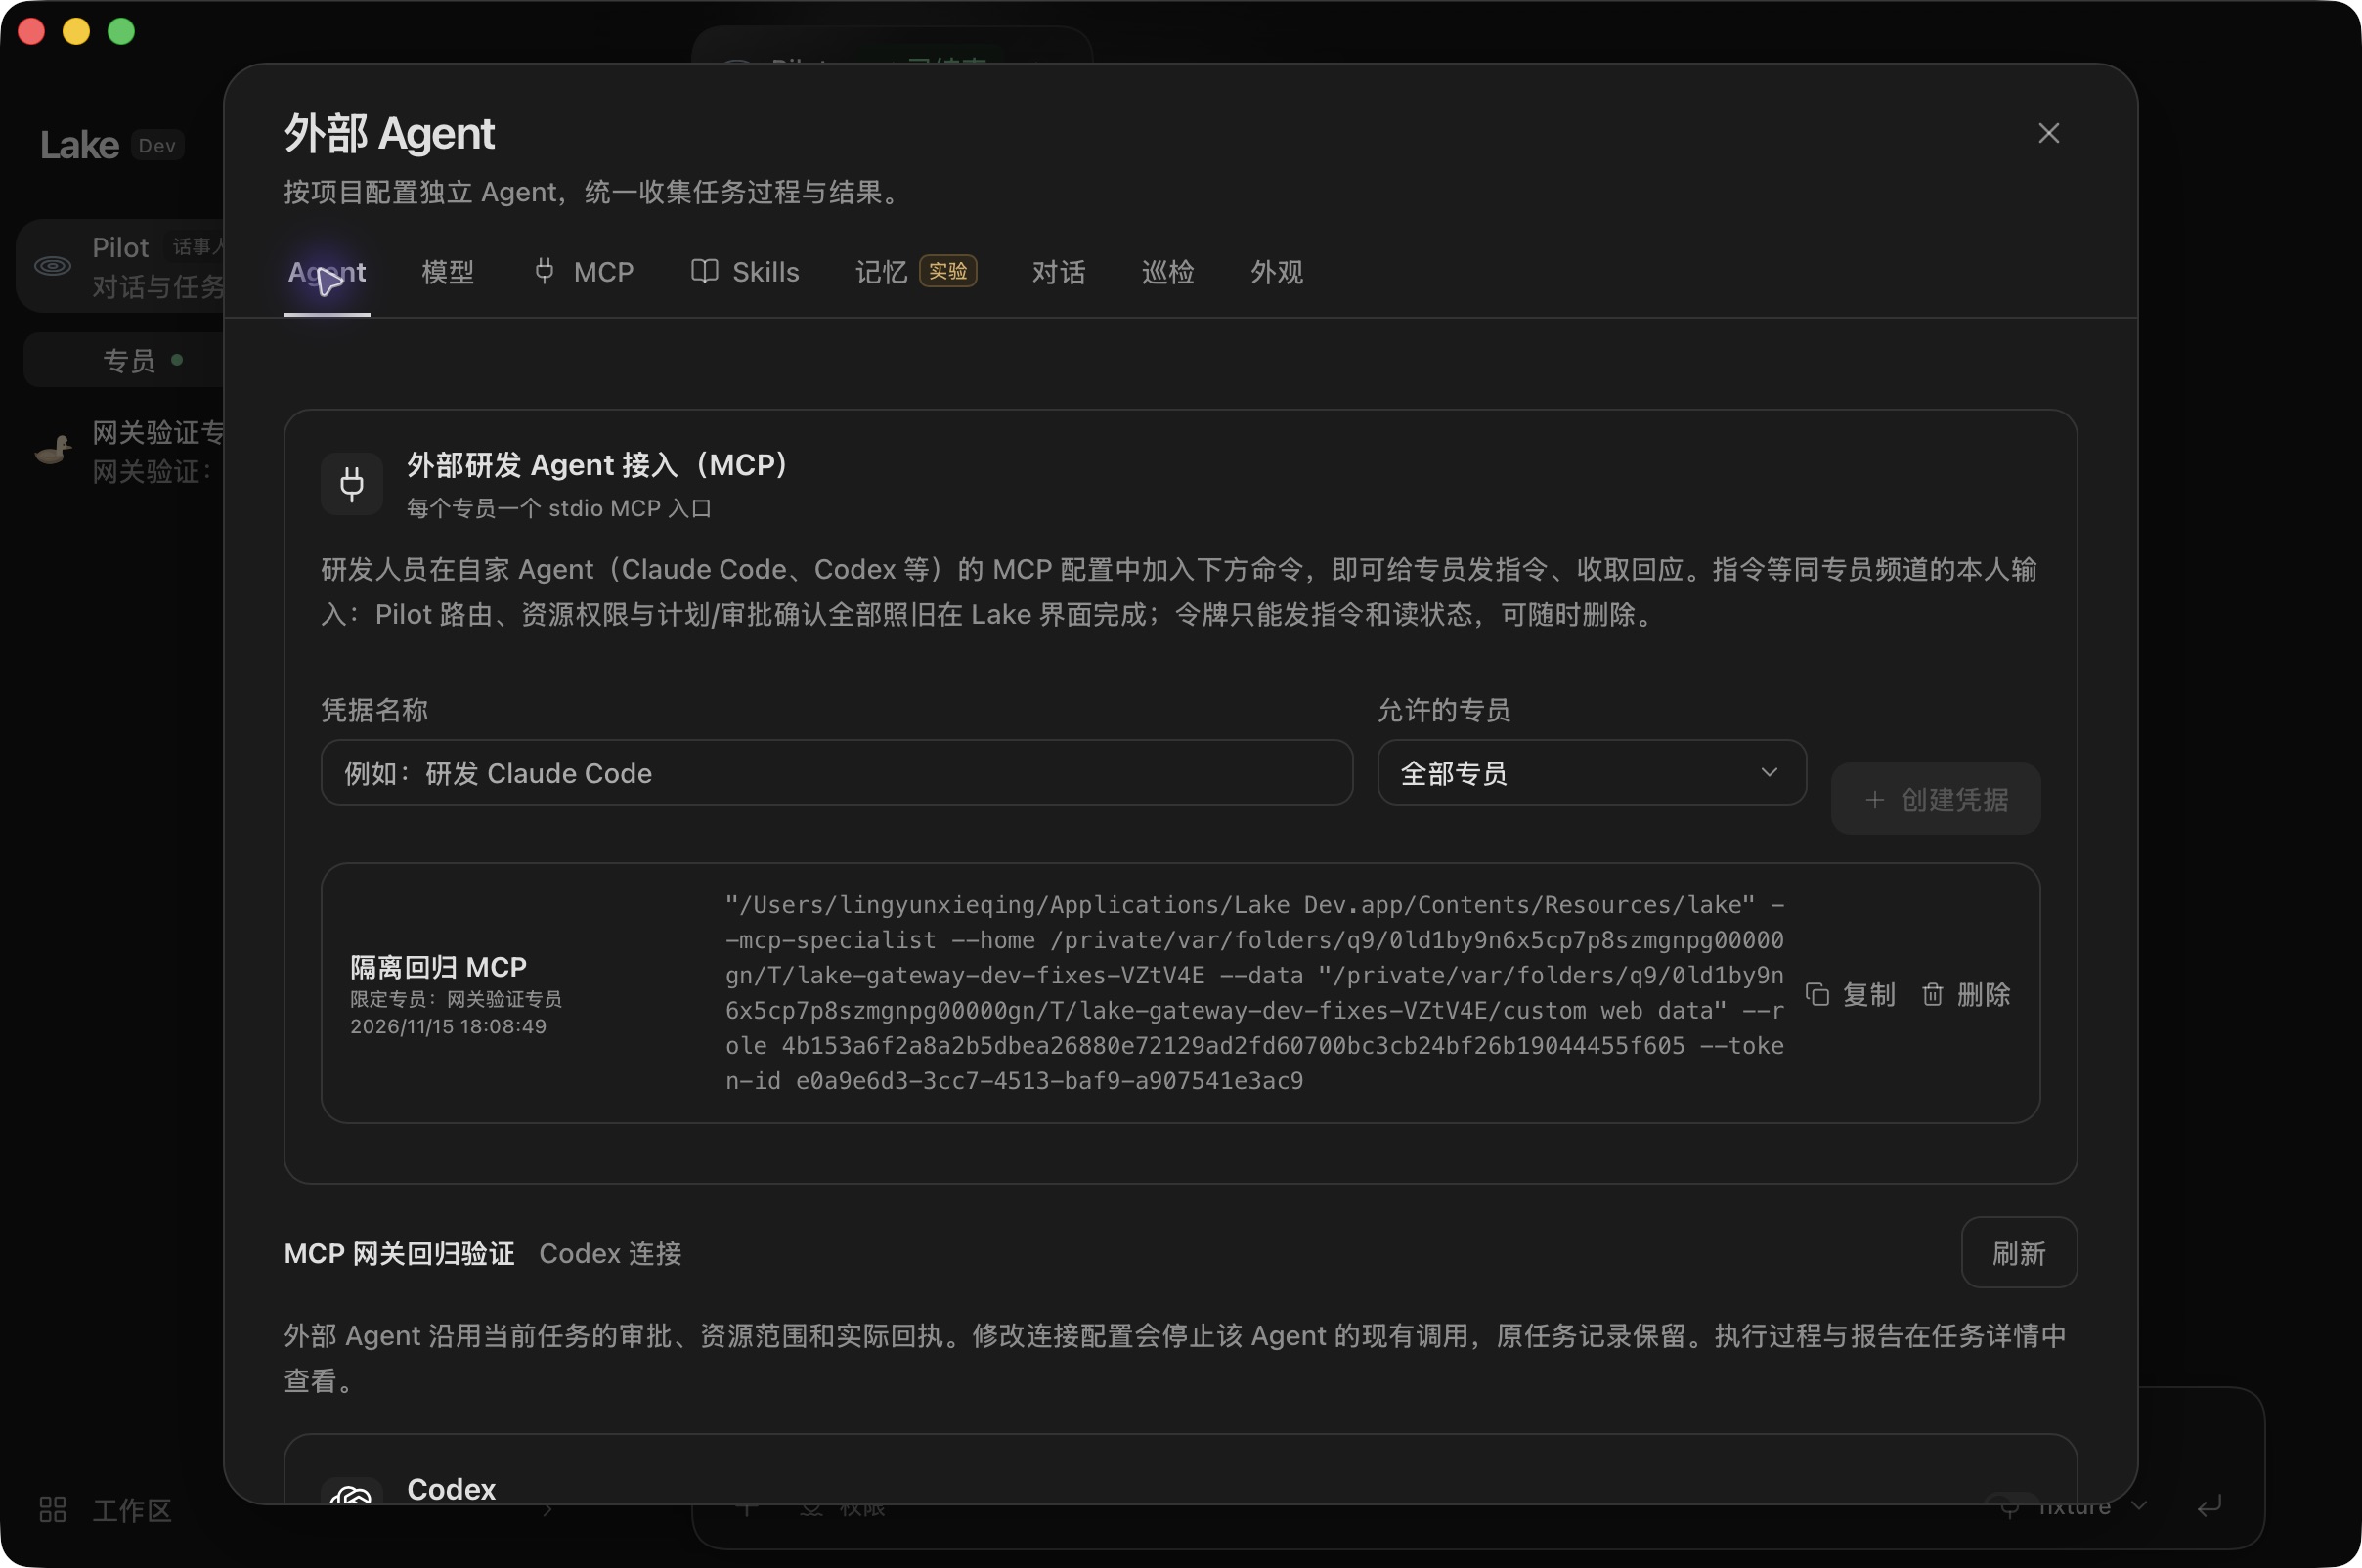 外部 Agent
按项目配置独立 Agent，统一收集任务过程与结果。
Agent
模型
MCP
Skills
记忆 实验
对话
巡检
外观
Lake Dev
Pilot 话事人
对话与任务
专员
网关验证专
网关验证：
工作区
外部研发 Agent 接入（MCP）
每个专员一个 stdio MCP 入口
研发人员在自家 Agent（Claude Code、Codex 等）的 MCP 配置中加入下方命令，即可给专员发指令、收取回应。指令等同专员频道的本人输
入：Pilot 路由、资源权限与计划/审批确认全部照旧在 Lake 界面完成；令牌只能发指令和读状态，可随时删除。
凭据名称
允许的专员
例如：研发 Claude Code
全部专员
创建凭据
隔离回归 MCP
限定专员：网关验证专员
2026/11/15 18:08:49
"/Users/lingyunxieqing/Applications/Lake Dev.app/Contents/Resources/lake" -
-mcp-specialist --home /private/var/folders/q9/0ld1by9n6x5cp7p8szmgnpg00000
gn/T/lake-gateway-dev-fixes-VZtV4E --data "/private/var/folders/q9/0ld1by9n
6x5cp7p8szmgnpg00000gn/T/lake-gateway-dev-fixes-VZtV4E/custom web data" --r
ole 4b153a6f2a8a2b5dbea26880e72129ad2fd60700bc3cb24bf26b19044455f605 --toke
n-id e0a9e6d3-3cc7-4513-baf9-a907541e3ac9
复制
删除
MCP 网关回归验证 Codex 连接
刷新
外部 Agent 沿用当前任务的审批、资源范围和实际回执。修改连接配置会停止该 Agent 的现有调用，原任务记录保留。执行过程与报告在任务详情中
查看。
Codex
权限